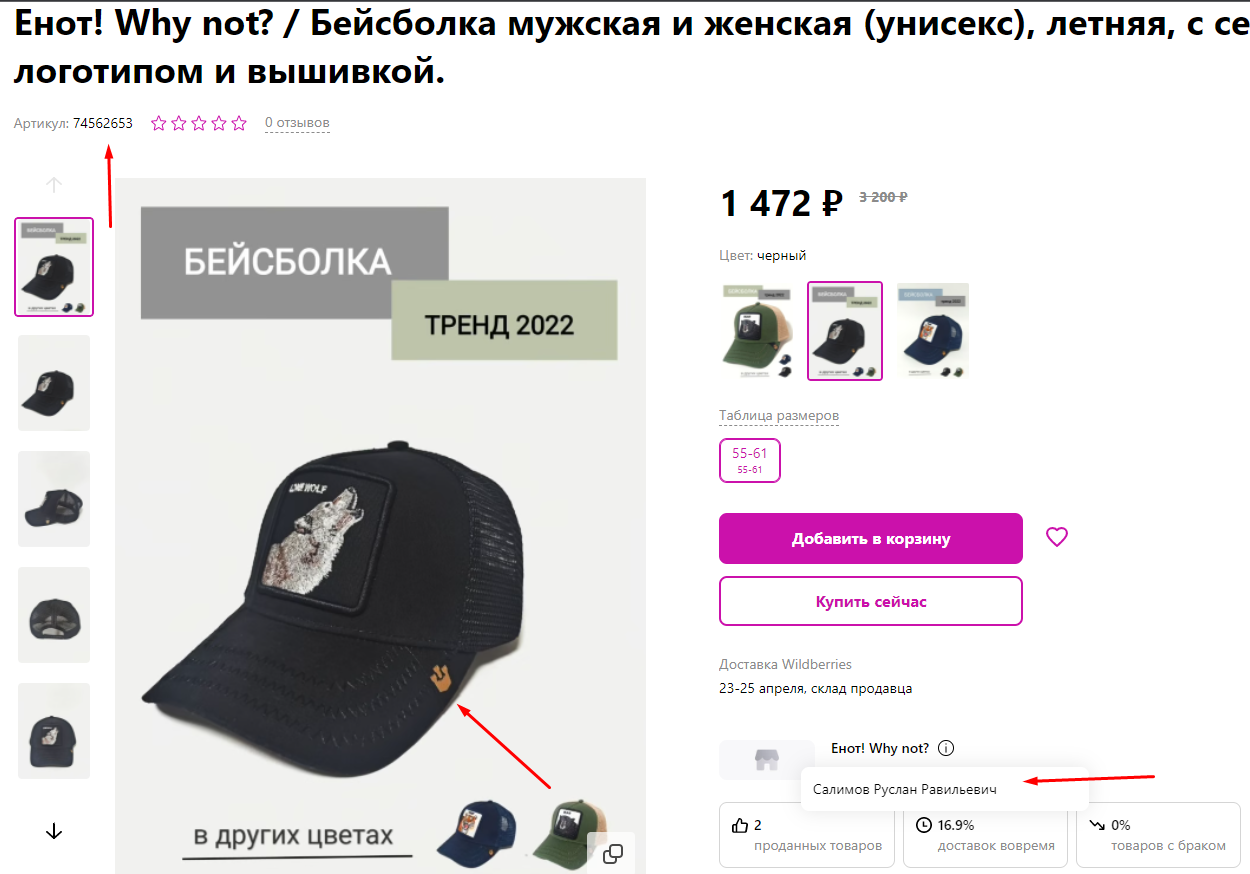 Енот! Why not? / Бейсболка мужская и женская (унисекс), летняя, с се
логотипом и вышивкой.
Артикул: 74562653
0 отзывов
БЕЙСБОЛКА
ТРЕНД 2022
LONE WOLF
в других цветах
1 472 ₽ 3 200 ₽
Цвет: черный
Таблица размеров
55-61
55-61
Добавить в корзину
Купить сейчас
Доставка Wildberries
23-25 апреля, склад продавца
Енот! Why not?
Салимов Руслан Равильевич
2
проданных товаров
16.9%
доставок вовремя
0%
товаров с браком